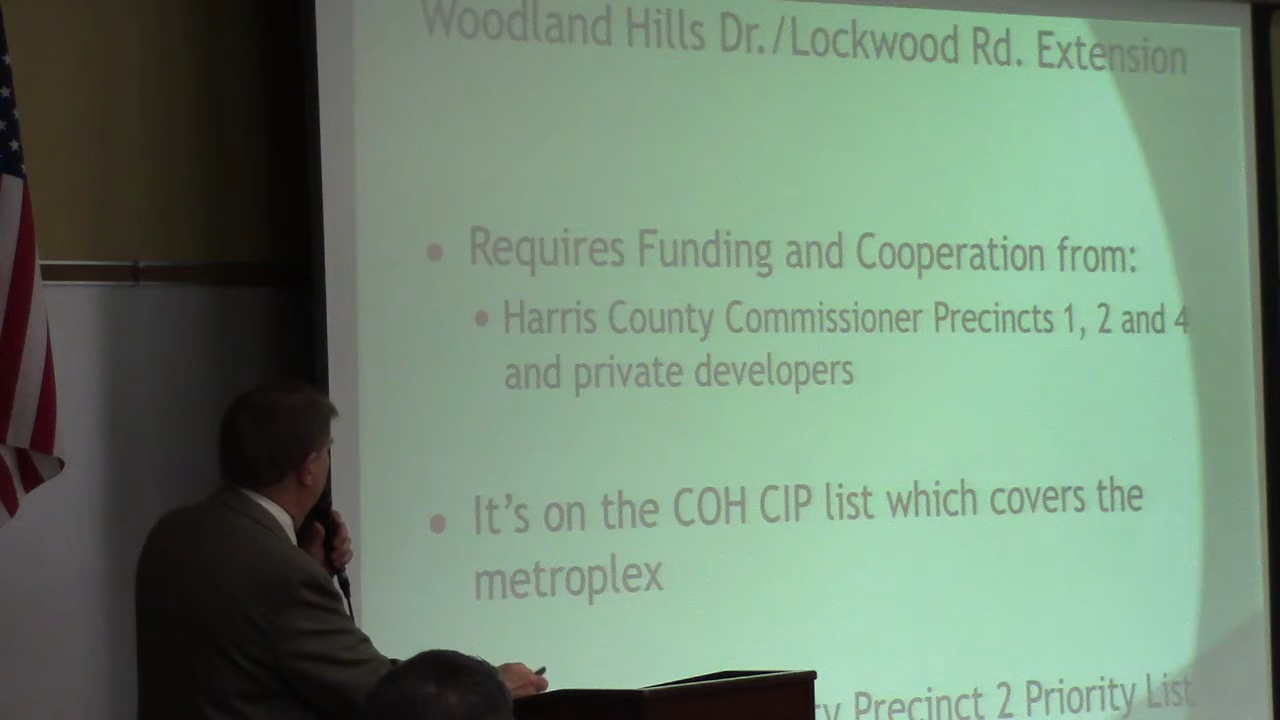 Woodland Hills Dr./Lockwood Rd. Extension
• Requires Funding and Cooperation from:
• Harris County Commissioner Precincts 1, 2 and 4
and private developers
• It's on the COH CIP list which covers the
metroplex
Precinct 2 Priority List